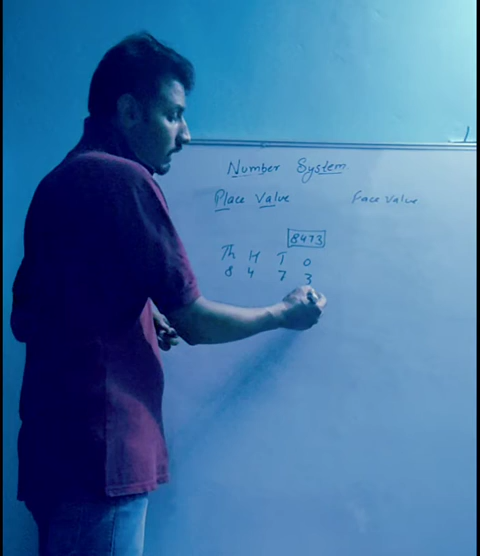 Number System
Place Value Face Value
8473
Th H T O
8 4 7 3